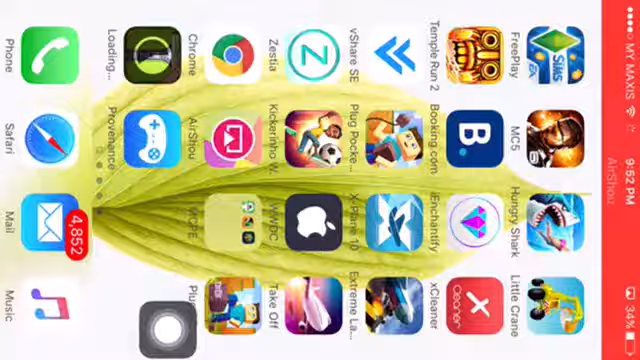 ●●●●○ MY MAXIS 9:52 PM 34%
AirShou
SIMS
FreePlay MC5 Hungry Shark Little Crane
B. Cleaner
Temple Run 2 Booking.com iEnchantify xCleaner
vShare SE Plug Pocke... X-Plane 10 Extreme La...
Z
Zestia Kickerinho W. WWDC Take Off
Chrome AirShou
Loading... Provenance
4,852
Phone Safari Mail Music